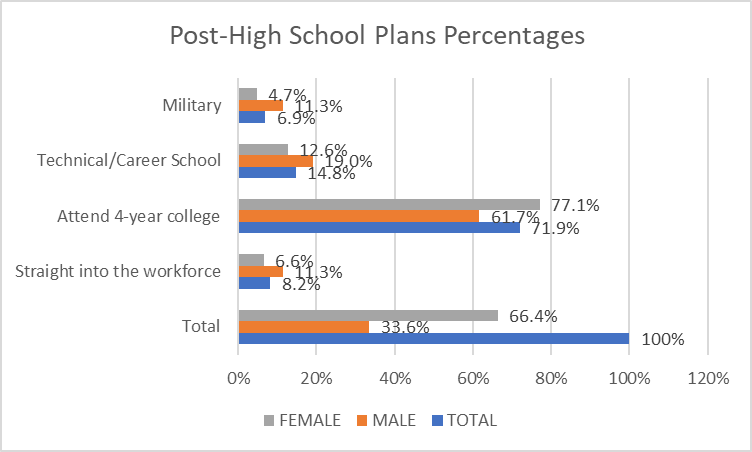 Post-High School Plans Percentages
Military
4.7%
11.3%
6.9%
Technical/Career School
12.6%
19.0%
14.8%
Attend 4-year college
77.1%
61.7%
71.9%
Straight into the workforce
6.6%
11.3%
8.2%
Total
66.4%
33.6%
100%
0% 20% 40% 60% 80% 100% 120%
FEMALE MALE TOTAL